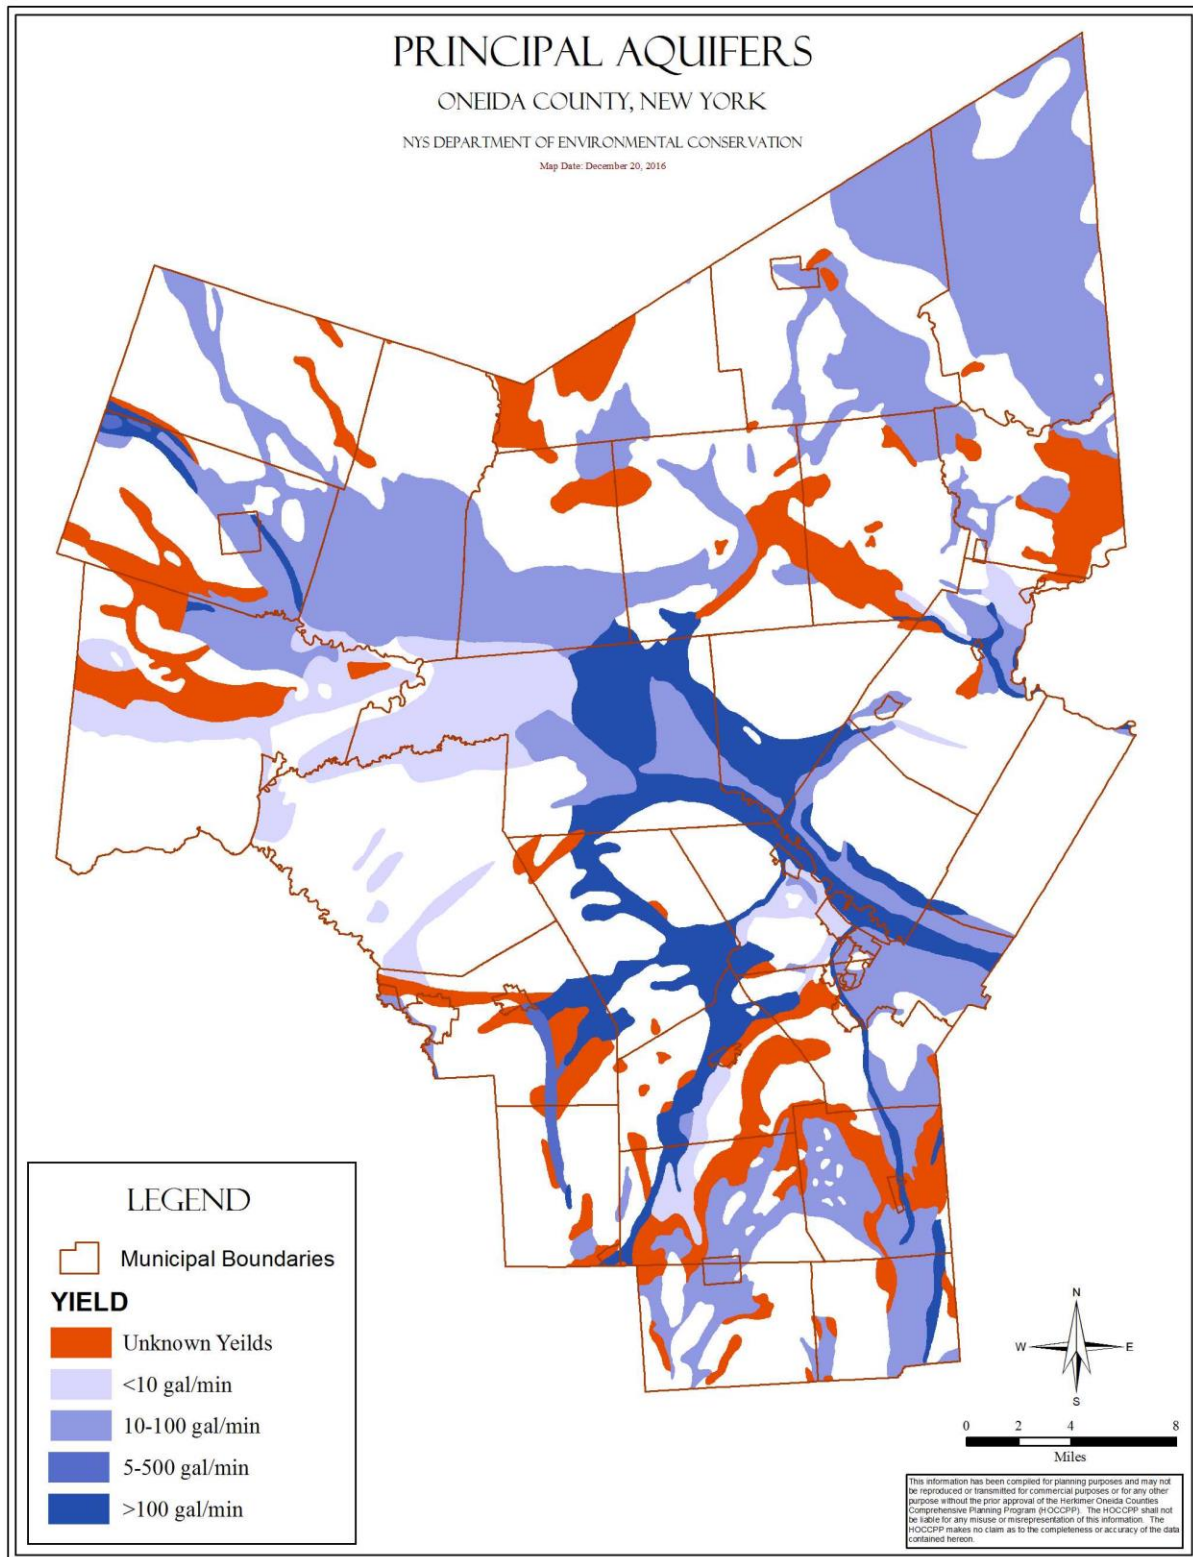 PRINCIPAL AQUIFERS
ONEIDA COUNTY, NEW YORK
NYS DEPARTMENT OF ENVIRONMENTAL CONSERVATION
Map Date: December 20, 2016
LEGEND
Municipal Boundaries
YIELD
Unknown Yeilds
<10 gal/min
10-100 gal/min
5-500 gal/min
>100 gal/min
N
W
E
S
0 2 4 8
Miles
This information has been compiled for planning purposes and may not
be reproduced or transmitted for commercial purposes or for any other
purpose without the prior approval of the Herkimer Oneida Counties
Comprehensive Planning Program (HOCCPP). The HOCCPP shall not
be liable for any misuse or misrepresentation of this information. The
HOCCPP makes no claim as to the completeness or accuracy of the data
contained hereon.